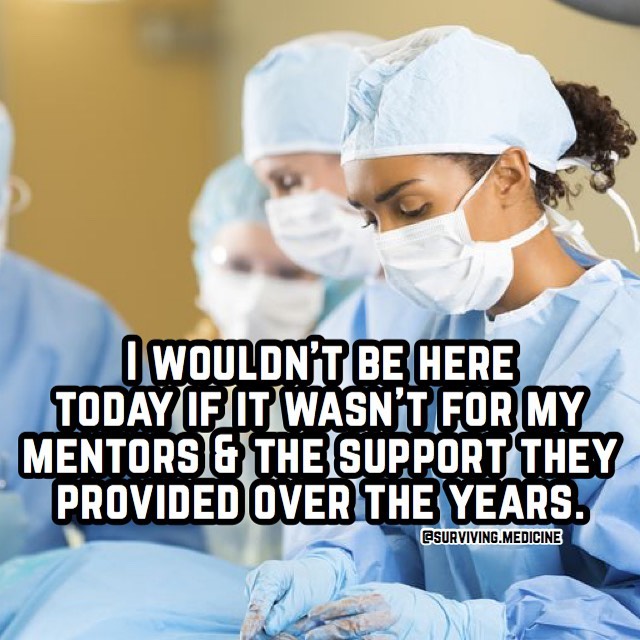 I WOULDN'T BE HERE
TODAY IF IT WASN'T FOR MY
MENTORS & THE SUPPORT THEY
PROVIDED OVER THE YEARS.
@SURVIVING.MEDICINE